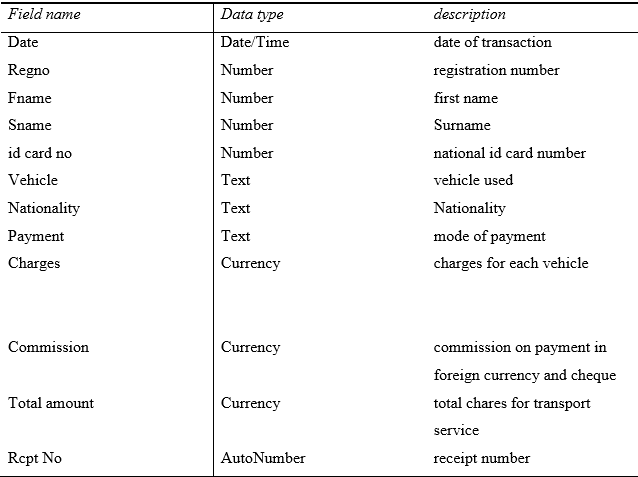 Field name Data type description
Date Date/Time date of transaction
Regno Number registration number
Fname Number first name
Sname Number Surname
id card no Number national id card number
Vehicle Text vehicle used
Nationality Text Nationality
Payment Text mode of payment
Charges Currency charges for each vehicle
Commission Currency commission on payment in
foreign currency and cheque
Total amount Currency total chares for transport
service
Rcpt No AutoNumber receipt number